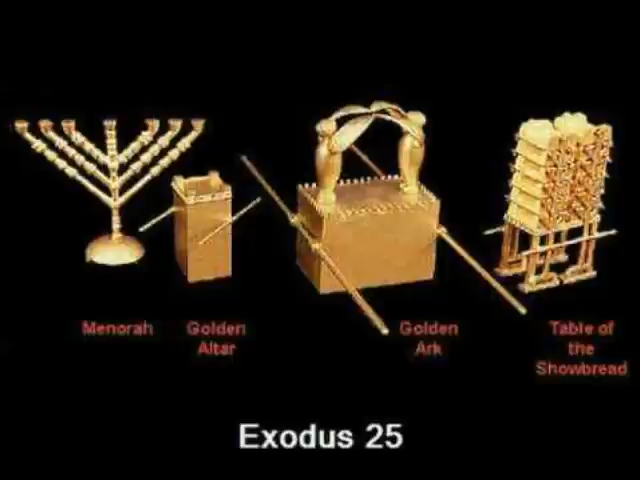 Menorah
Golden
Altar
Golden
Ark
Table of
the
Showbread
Exodus 25